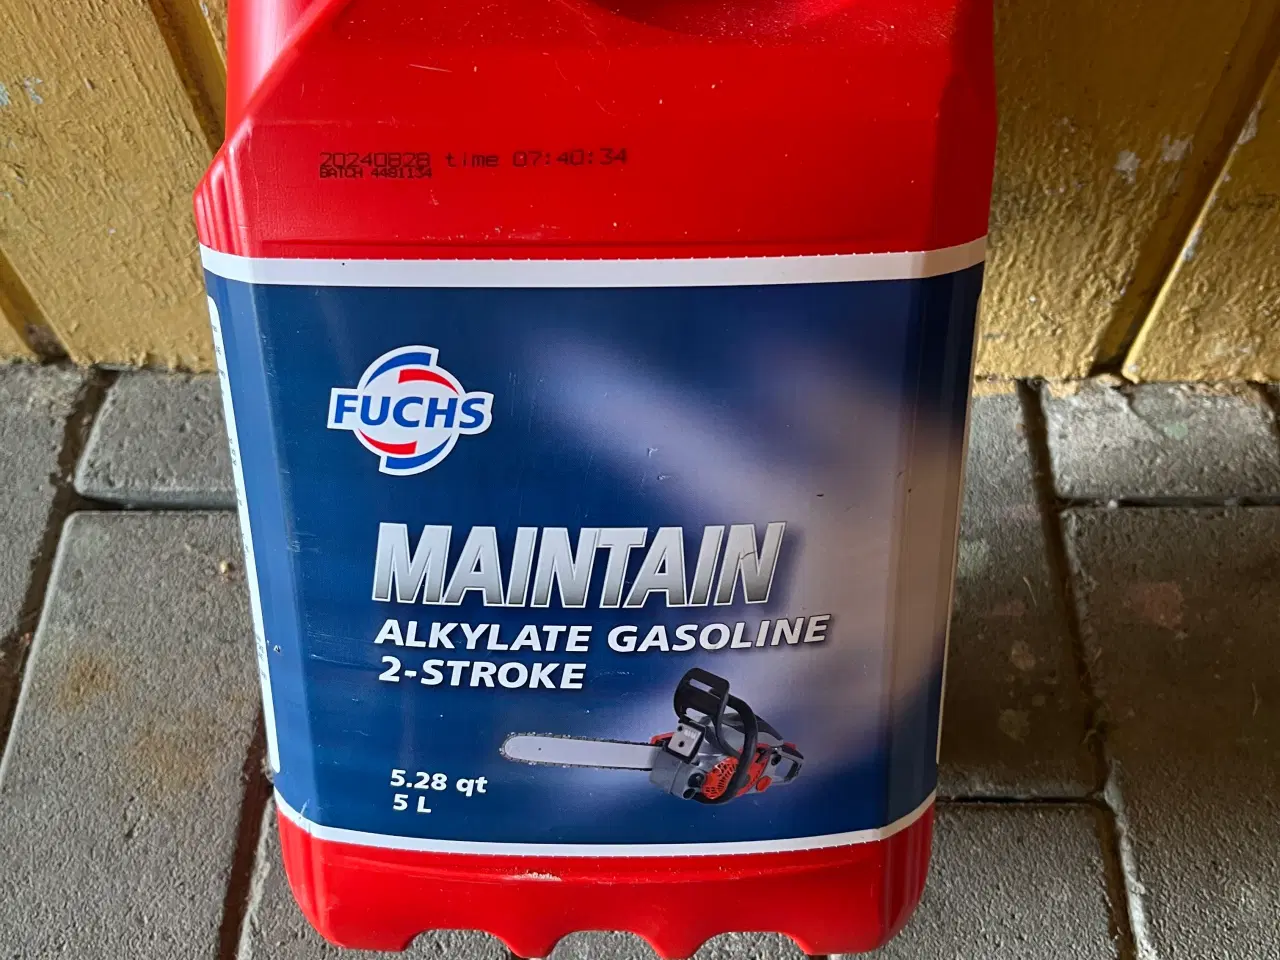 20240828 time 07:40:34
BATCH 4481134
FUCHS
MAINTAIN
ALKYLATE GASOLINE
2-STROKE
5.28 qt
5 L